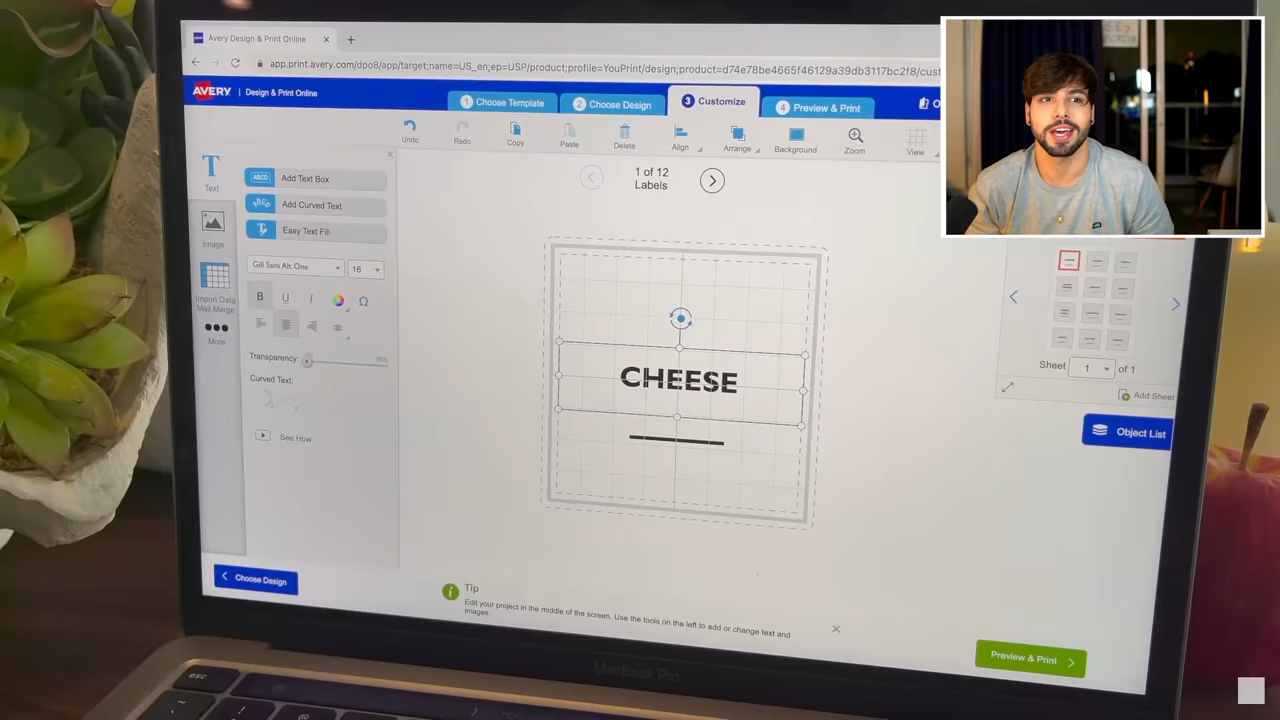 Avery Design & Print Online
app.print.avery.com/dpo8/app/target;name=US_en;ep=USP/product;profile=YouPrint/design;product=d74e78be4665f46129a39db3117bc2f8/cust
AVERY | Design & Print Online
1 Choose Template
2 Choose Design
3 Customize
4 Preview & Print
Undo
Redo
Copy
Paste
Delete
Align
Arrange
Background
Zoom
View
Text
Image
Import Data
Mail Merge
More
ABCD Add Text Box
Add Curved Text
Easy Text Fill
Gill Sans Alt One
16
B U I Ω
Transparency:
Curved Text:
See How
1 of 12
Labels
CHEESE
Sheet 1 of 1
Add Sheet
Object List
Choose Design
Tip
Edit your project in the middle of the screen. Use the tools on the left to add or change text and
images.
Preview & Print
MacBook Pro
esc